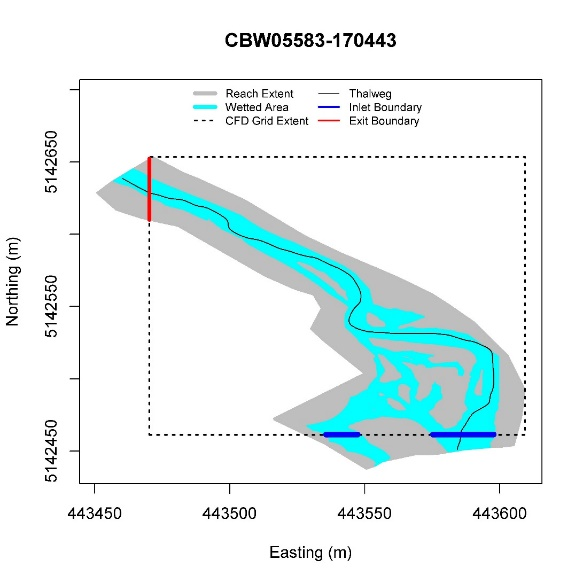 CBW05583-170443
Reach Extent
Wetted Area
CFD Grid Extent
Thalweg
Inlet Boundary
Exit Boundary
Northing (m)
5142650
5142550
5142450
443450 443500 443550 443600
Easting (m)